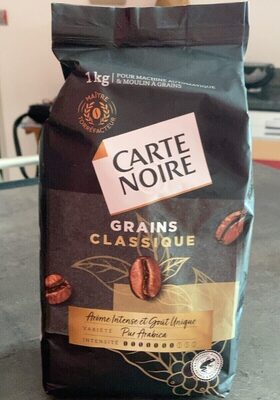 1kg POUR MACHINE AUTOMATIQUE
& MOULIN À GRAINS
MAÎTRE
TORRÉFACTEUR
CARTE
NOIRE
GRAINS
CLASSIQUE
Arôme Intense et Goût Unique
VARIÉTÉ Pur Arabica
INTENSITÉ